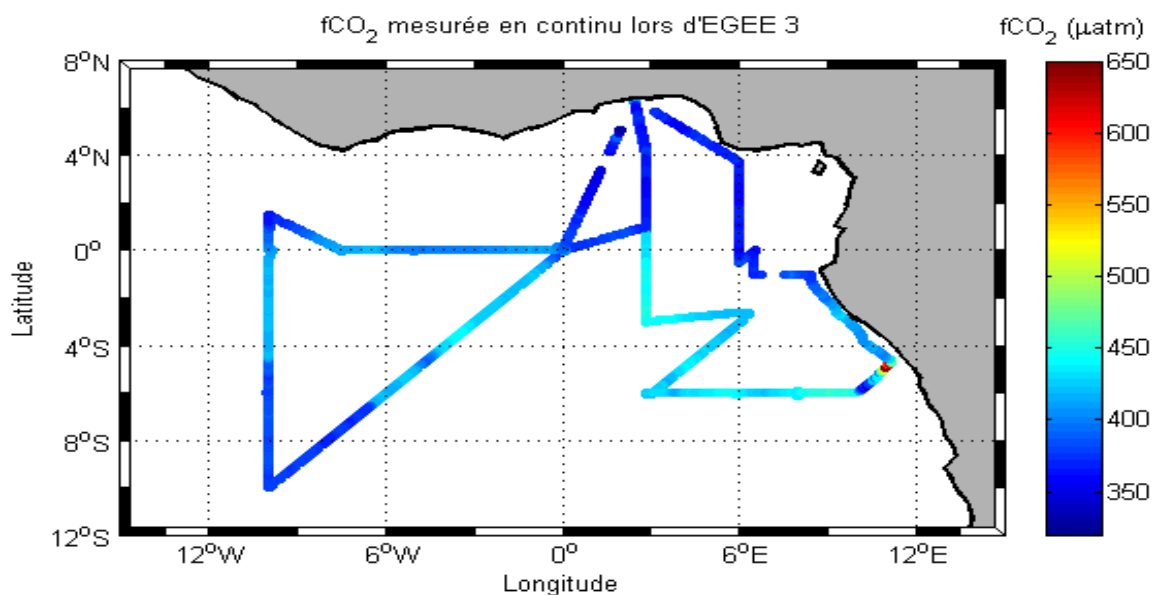 fCO2 mesurée en continu lors d'EGEE 3
fCO2 (µatm)
8°N
4°N
0°
4°S
8°S
12°S
Latitude
12°W
6°W
0°
6°E
12°E
Longitude
650
600
550
500
450
400
350